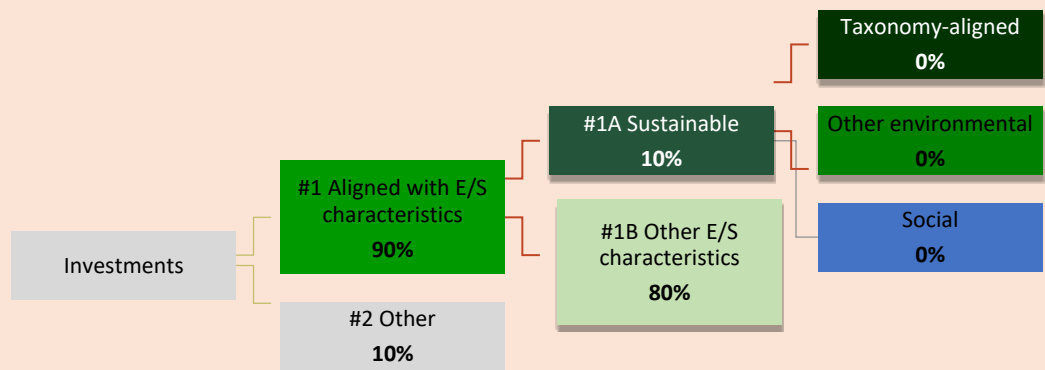 Investments
#1 Aligned with E/S
characteristics
90%
#2 Other
10%
#1A Sustainable
10%
#1B Other E/S
characteristics
80%
Taxonomy-aligned
0%
Other environmental
0%
Social
0%